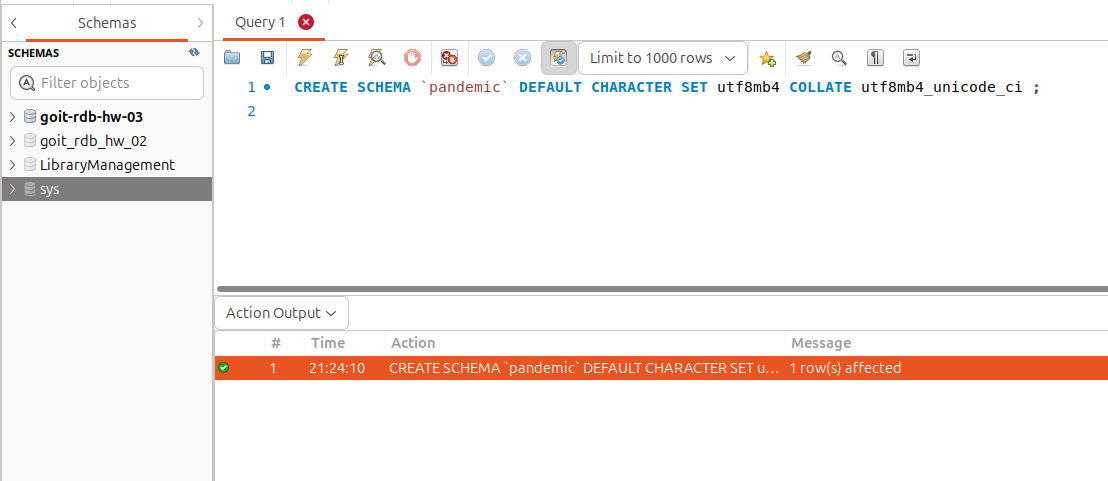 Schemas
Query 1
SCHEMAS
Filter objects
Limit to 1000 rows
goit-rdb-hw-03
goit_rdb_hw_02
LibraryManagement
sys
1 CREATE SCHEMA `pandemic` DEFAULT CHARACTER SET utf8mb4 COLLATE utf8mb4_unicode_ci ;
2
Action Output
# Time Action Message
1 21:24:10 CREATE SCHEMA `pandemic` DEFAULT CHARACTER SET u... 1 row(s) affected